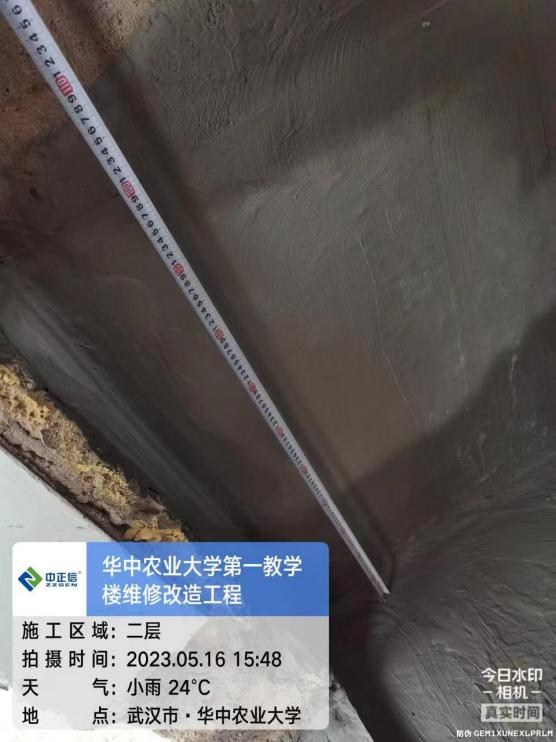 中正信
ZZGEN
华中农业大学第一教学
楼维修改造工程
施工区域：二层
拍摄时间：2023.05.16 15:48
天 气：小雨 24℃
地 点：武汉市·华中农业大学
今日水印
相机
真实时间
防伪 GEM1XUNEXLPRLM